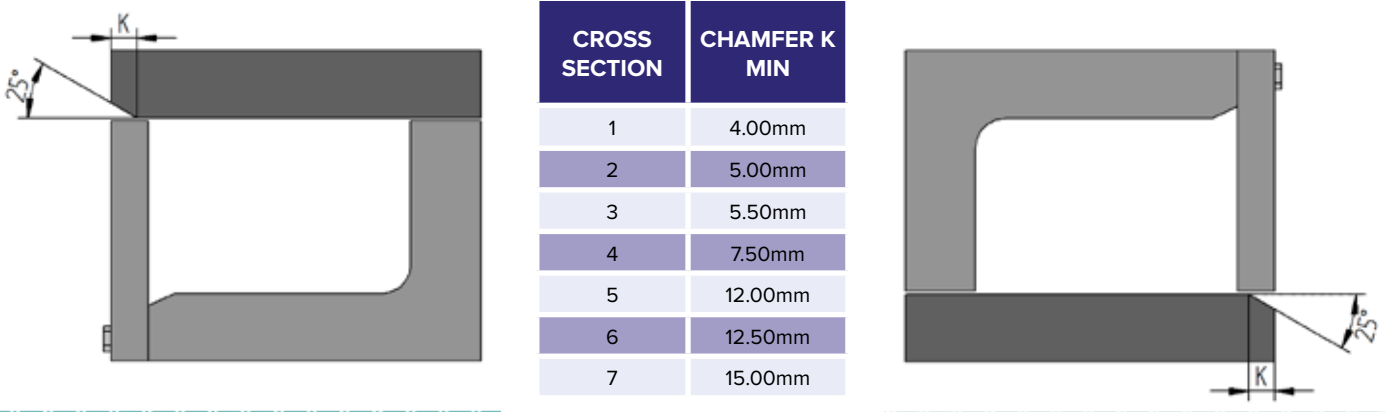 K
25°
CROSS SECTION CHAMFER K MIN
1 4.00mm
2 5.00mm
3 5.50mm
4 7.50mm
5 12.00mm
6 12.50mm
7 15.00mm
25°
K